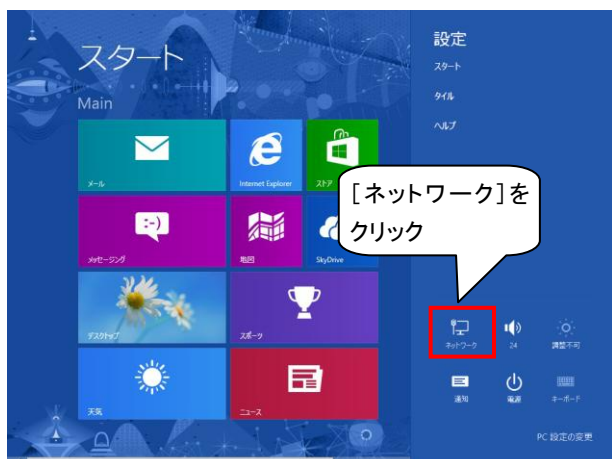 スタート
Main
メール
Internet Explorer
ストア
メッセージング
地図
SkyDrive
デスクトップ
スポーツ
天気
ニュース
設定
スタート
タイル
ヘルプ
[ネットワーク]を
クリック
ネットワーク
24
調整不可
通知
電源
キーボード
PC 設定の変更